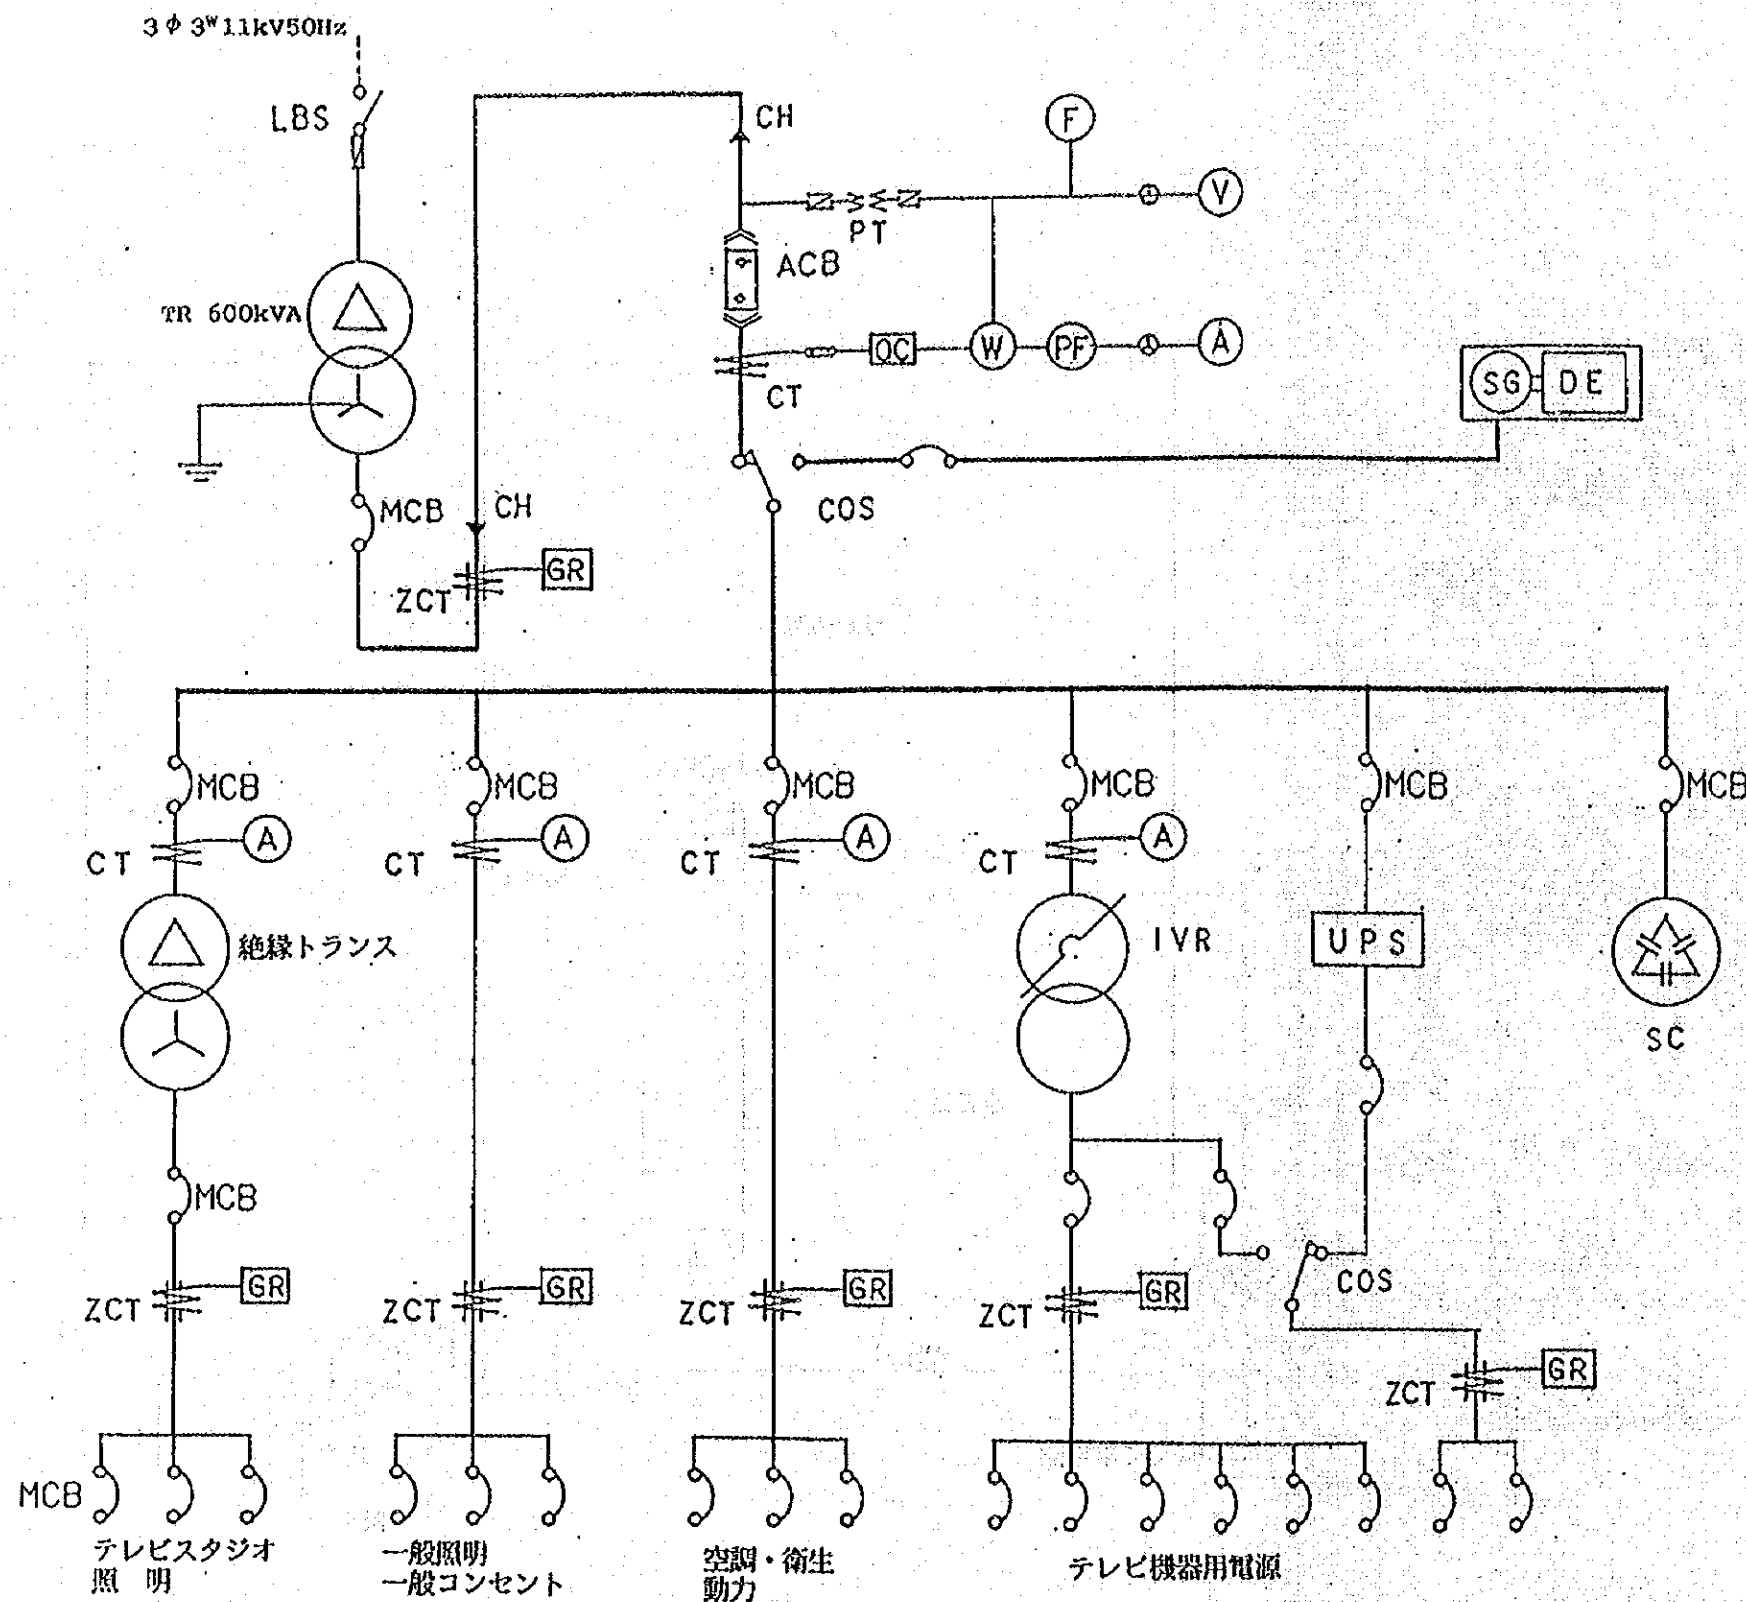 3φ 3W 11kV50Hz
LBS
CH
F
V
PT
ACB
TR 600kVA
OC
W
PF
A
CT
SG
DE
MCB
CH
COS
GR
ZCT
MCB
MCB
MCB
MCB
MCB
MCB
A
A
A
A
CT
CT
CT
CT
絶縁トランス
IVR
UPS
SC
MCB
COS
GR
GR
GR
GR
ZCT
ZCT
ZCT
ZCT
GR
ZCT
MCB
テレビスタジオ
照 明
一般照明
一般コンセント
空調・衛生
動力
テレビ機器用電源